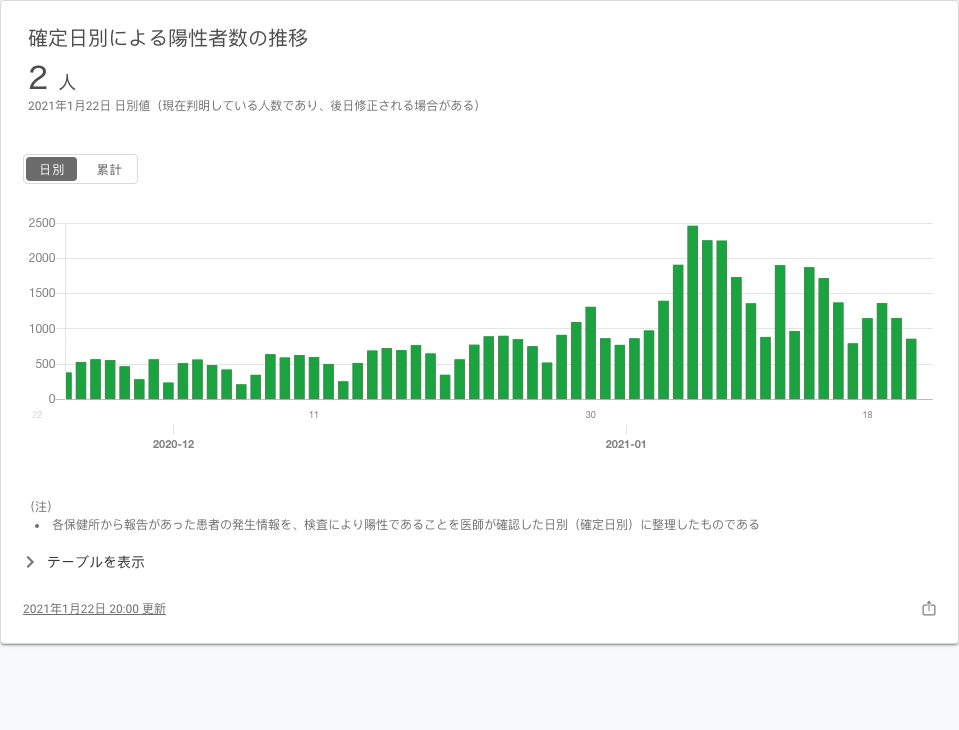 確定日別による陽性者数の推移
2 人
2021年1月22日 日別値（現在判明している人数であり、後日修正される場合がある）
日別 累計
2500
2000
1500
1000
500
0
22 11 30 18
2020-12 2021-01
（注）
• 各保健所から報告があった患者の発生情報を、検査により陽性であることを医師が確認した日別（確定日別）に整理したものである
テーブルを表示
2021年1月22日 20:00 更新